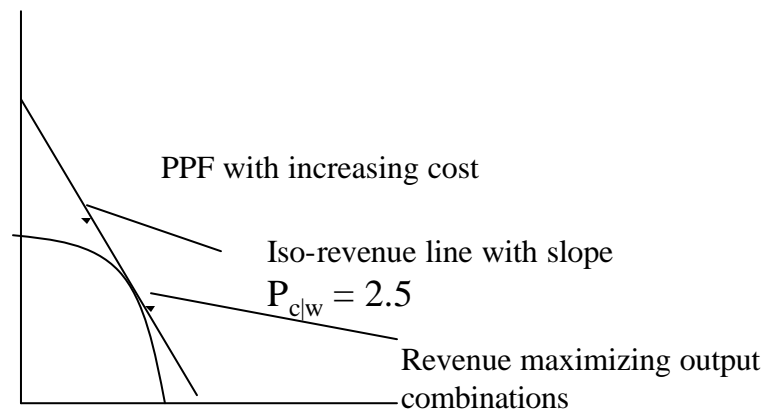 PPF with increasing cost
Iso-revenue line with slope
P_c|w = 2.5
Revenue maximizing output
combinations